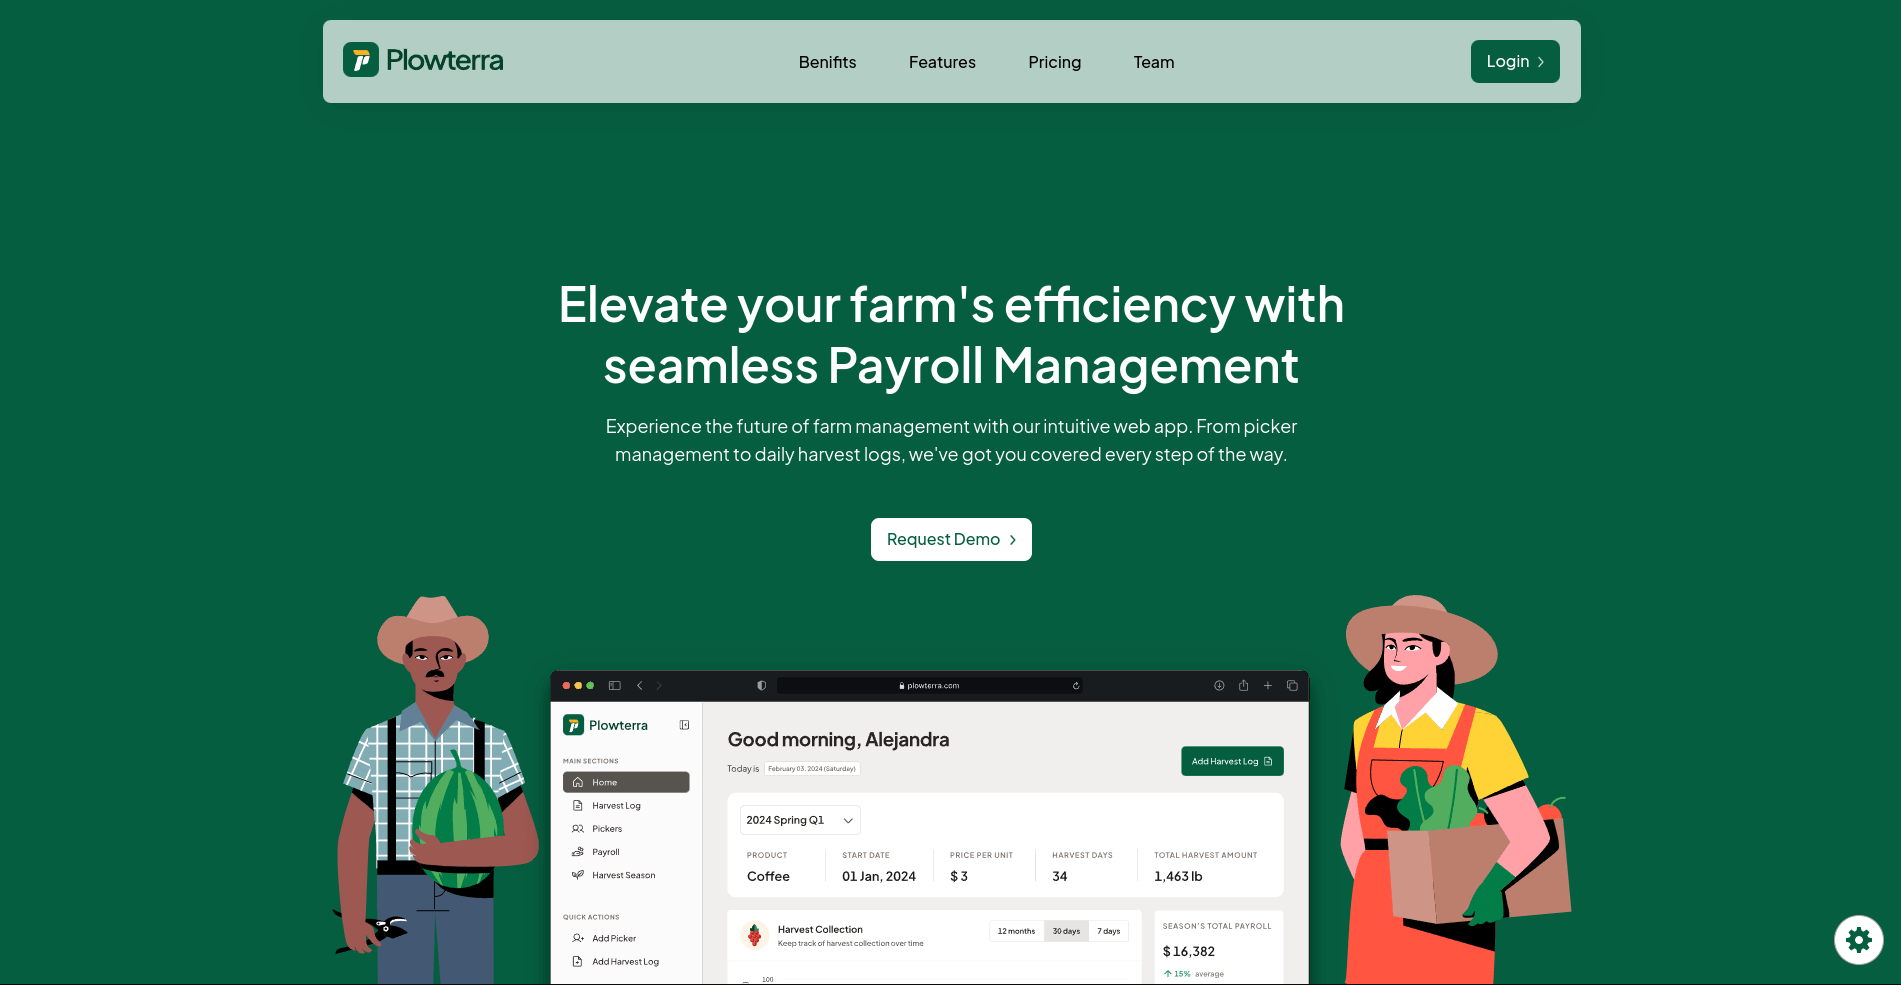 Plowterra
Benifits
Features
Pricing
Team
Login
Elevate your farm's efficiency with
seamless Payroll Management
Experience the future of farm management with our intuitive web app. From picker
management to daily harvest logs, we've got you covered every step of the way.
Request Demo
plowterra.com
Plowterra
MAIN SECTIONS
Home
Harvest Log
Pickers
Payroll
Harvest Season
QUICK ACTIONS
Add Picker
Add Harvest Log
Good morning, Alejandra
Today is February 03, 2024 (Saturday)
Add Harvest Log
2024 Spring Q1
PRODUCT
Coffee
START DATE
01 Jan, 2024
PRICE PER UNIT
$ 3
HARVEST DAYS
34
TOTAL HARVEST AMOUNT
1,463 lb
Harvest Collection
Keep track of harvest collection over time
12 months
30 days
7 days
100
SEASON'S TOTAL PAYROLL
$ 16,382
15% average